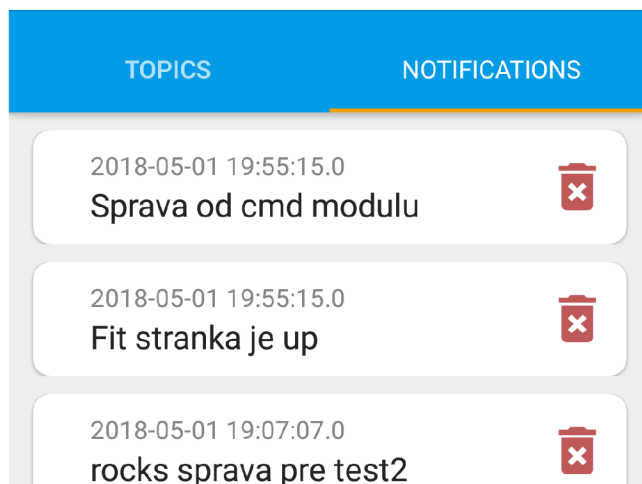 TOPICS NOTIFICATIONS
2018-05-01 19:55:15.0
Sprava od cmd modulu
2018-05-01 19:55:15.0
Fit stranka je up
2018-05-01 19:07:07.0
rocks sprava pre test2